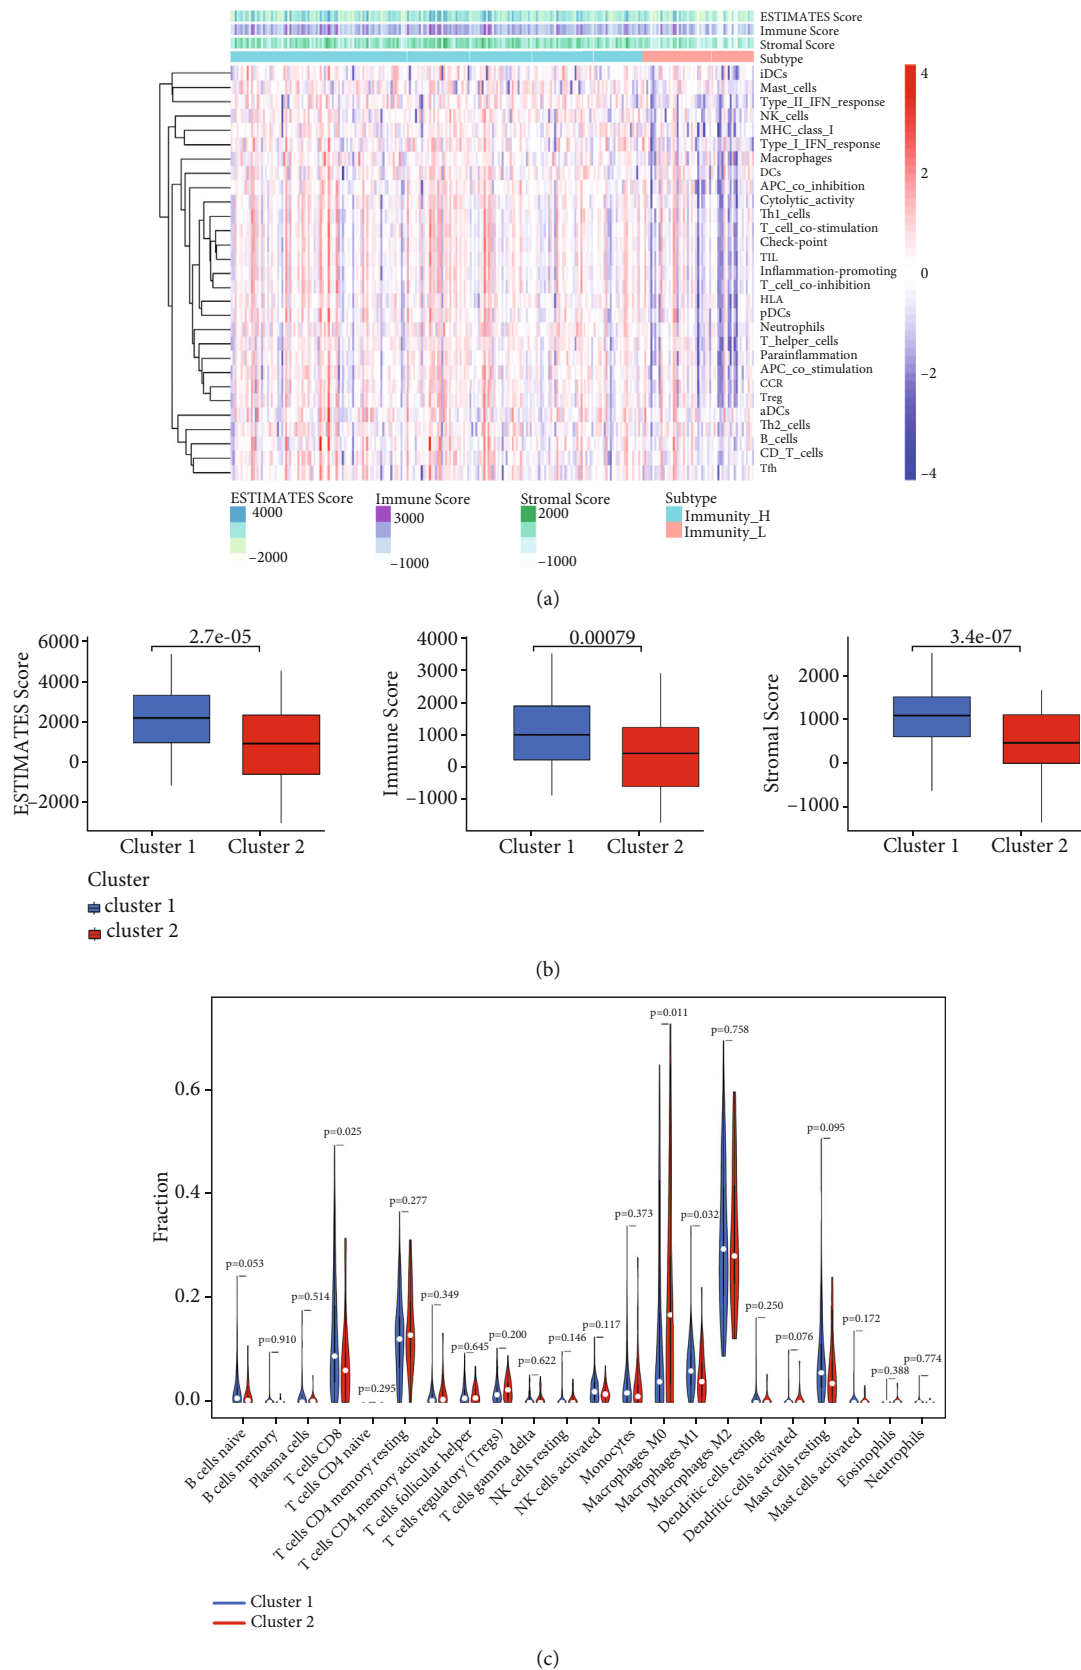 ESTIMATES Score
Immune Score
Stromal Score
Subtype
iDCs
Mast_cells
Type_II_IFN_response
NK_cells
MHC_class_I
Type_I_IFN_response
Macrophages
DCs
APC_co_inhibition
Cytolytic_activity
Th1_cells
T_cell_co-stimulation
Check-point
TIL
Inflammation-promoting
T_cell_co-inhibition
HLA
pDCs
Neutrophils
T_helper_cells
Parainflammation
APC_co_stimulation
CCR
Treg
aDCs
Th2_cells
B_cells
CD_T_cells
Tfh
4
2
0
−2
−4
ESTIMATES Score
4000
−2000
Immune Score
3000
−1000
Stromal Score
2000
−1000
Subtype
Immunity_H
Immunity_L
(a)
ESTIMATES Score
6000
4000
2000
0
−2000
2.7e-05
Cluster 1 Cluster 2
Immune Score
4000
3000
2000
1000
0
−1000
0.00079
Cluster 1 Cluster 2
Stromal Score
2000
1000
0
−1000
3.4e-07
Cluster 1 Cluster 2
Cluster
cluster 1
cluster 2
(b)
Fraction
0.6
0.4
0.2
0.0
p=0.053
p=0.910
p=0.514
p=0.025
p=0.295
p=0.277
p=0.349
p=0.645
p=0.200
p=0.622
p=0.146
p=0.117
p=0.373
p=0.011
p=0.032
p=0.758
p=0.250
p=0.076
p=0.095
p=0.172
p=0.388
p=0.774
B cells naive
B cells memory
Plasma cells
T cells CD8
T cells CD4 naive
T cells CD4 memory resting
T cells CD4 memory activated
T cells follicular helper
T cells regulatory (Tregs)
T cells gamma delta
NK cells resting
NK cells activated
Monocytes
Macrophages M0
Macrophages M1
Macrophages M2
Dendritic cells resting
Dendritic cells activated
Mast cells resting
Mast cells activated
Eosinophils
Neutrophils
Cluster 1
Cluster 2
(c)